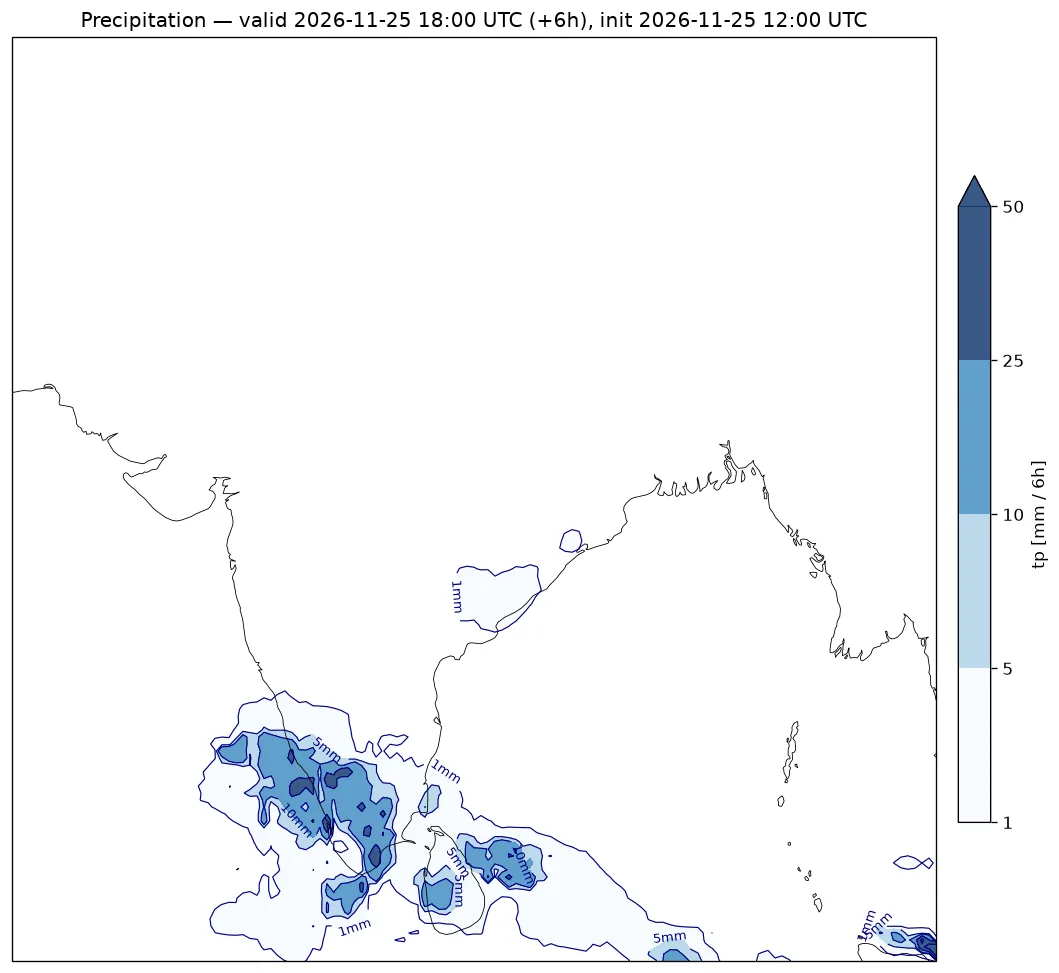 Precipitation — valid 2026-11-25 18:00 UTC (+6h), init 2026-11-25 12:00 UTC
50
25
10
5
1
tp [mm / 6h]
1mm
5mm
1mm
10mm
5mm
5mm
10mm
1mm
5mm
1mm
5mm